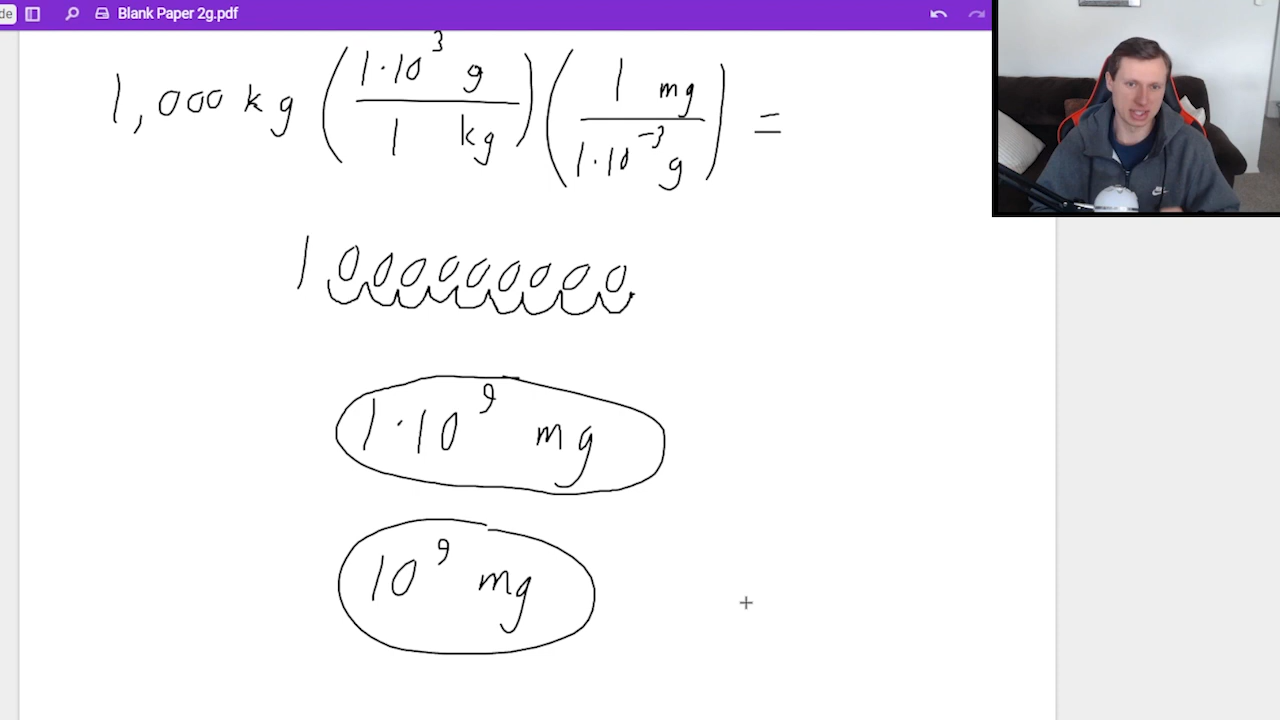 de Blank Paper 2g.pdf
1,000 kg (1·10³ g / 1 kg) (1 mg / 1·10⁻³ g) =
1000000000.
1·10⁹ mg
10⁹ mg